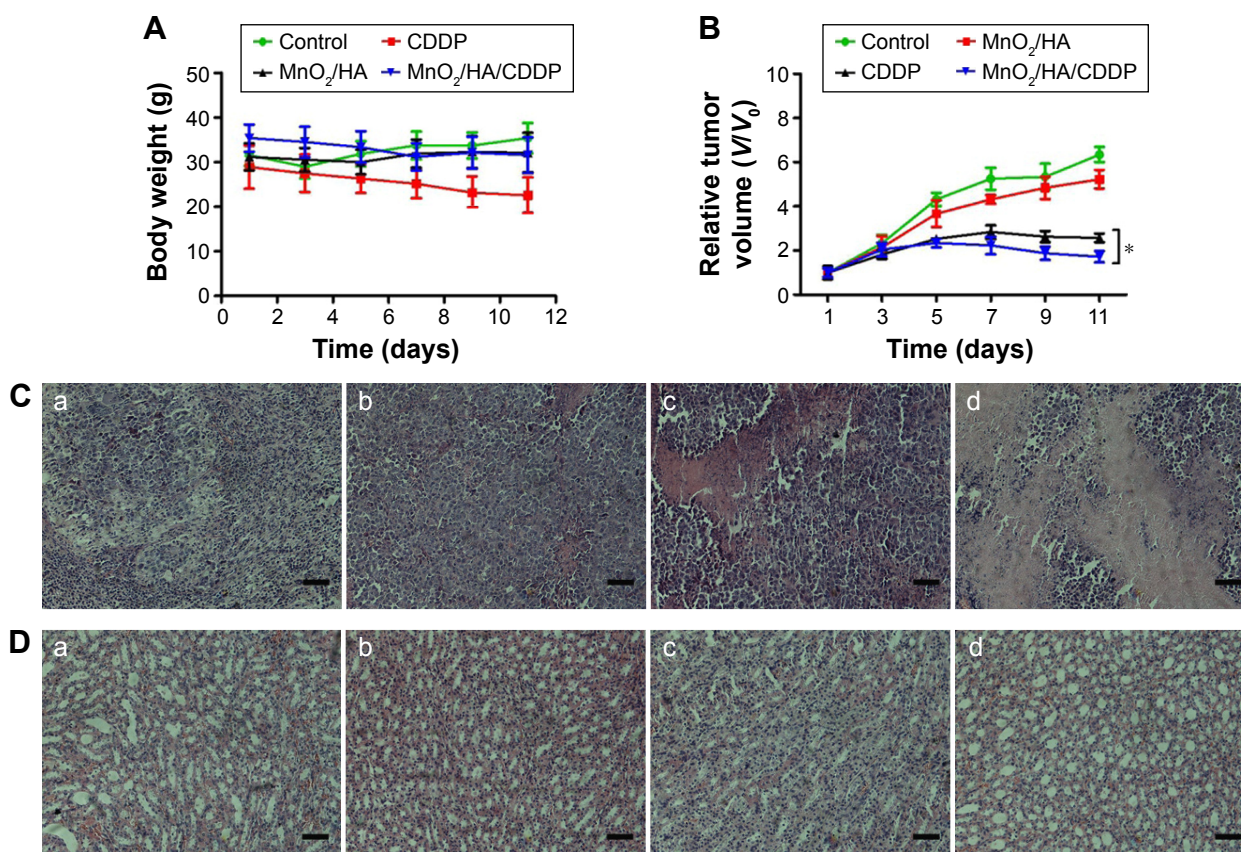 A
Control CDDP
MnO₂/HA MnO₂/HA/CDDP
Body weight (g)
50
40
30
20
10
0
0 2 4 6 8 10 12
Time (days)
B
Control MnO₂/HA
CDDP MnO₂/HA/CDDP
Relative tumor
volume (V/V₀)
10
8
6
4
2
0
*
1 3 5 7 9 11
Time (days)
C
a b c d
D
a b c d